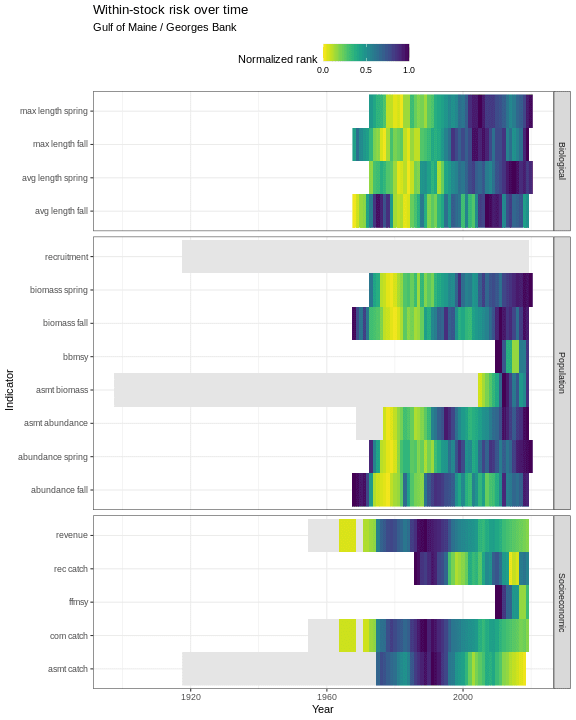 Within-stock risk over time
Gulf of Maine / Georges Bank
Normalized rank
0.0 0.5 1.0
max length spring
max length fall
avg length spring
avg length fall
Biological
recruitment
biomass spring
biomass fall
bbmsy
asmt biomass
asmt abundance
abundance spring
abundance fall
Population
Indicator
revenue
rec catch
ffmsy
com catch
asmt catch
Socioeconomic
1920 1960 2000
Year